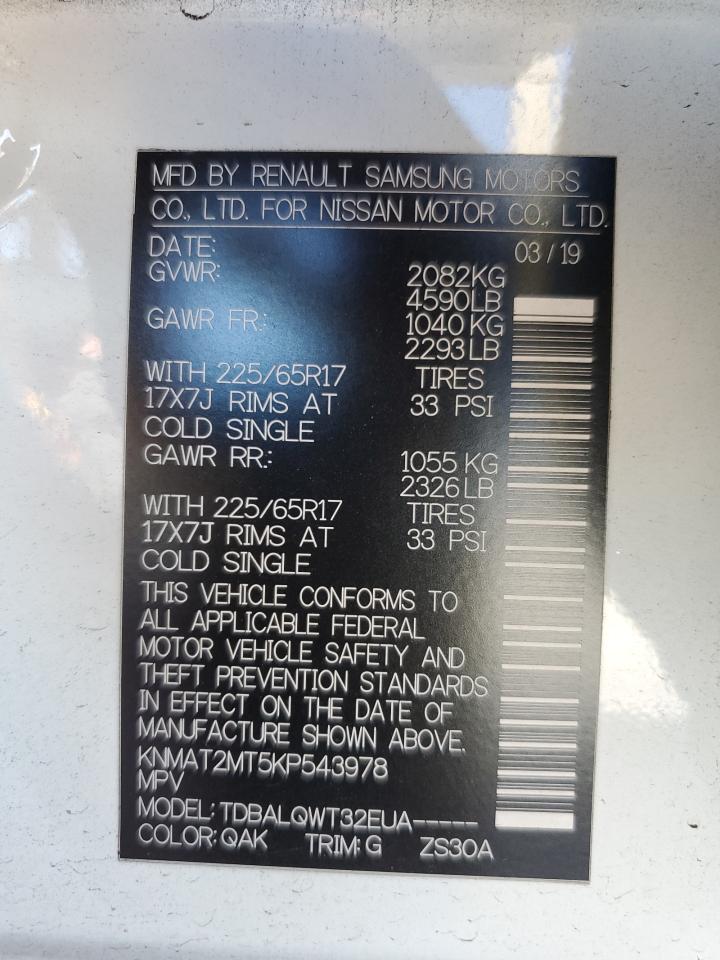 MFD BY RENAULT SAMSUNG MOTORS
CO., LTD. FOR NISSAN MOTOR CO., LTD.
DATE: 03 / 19
GVWR: 2082KG
4590LB
GAWR FR.: 1040KG
2293LB
WITH 225/65R17 TIRES
17X7J RIMS AT 33 PSI
COLD SINGLE
GAWR RR.: 1055KG
2326LB
WITH 225/65R17 TIRES
17X7J RIMS AT 33 PSI
COLD SINGLE
THIS VEHICLE CONFORMS TO
ALL APPLICABLE FEDERAL
MOTOR VEHICLE SAFETY AND
THEFT PREVENTION STANDARDS
IN EFFECT ON THE DATE OF
MANUFACTURE SHOWN ABOVE.
KNMAT2MT5KP543978
MPV
MODEL: TDBALQWT32EUA-----
COLOR: QAK TRIM: G ZS30A